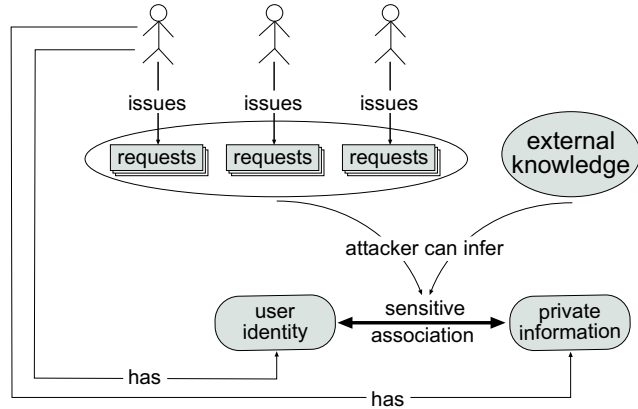 issues
issues
issues
requests
requests
requests
external
knowledge
attacker can infer
user
identity
sensitive
association
private
information
has
has